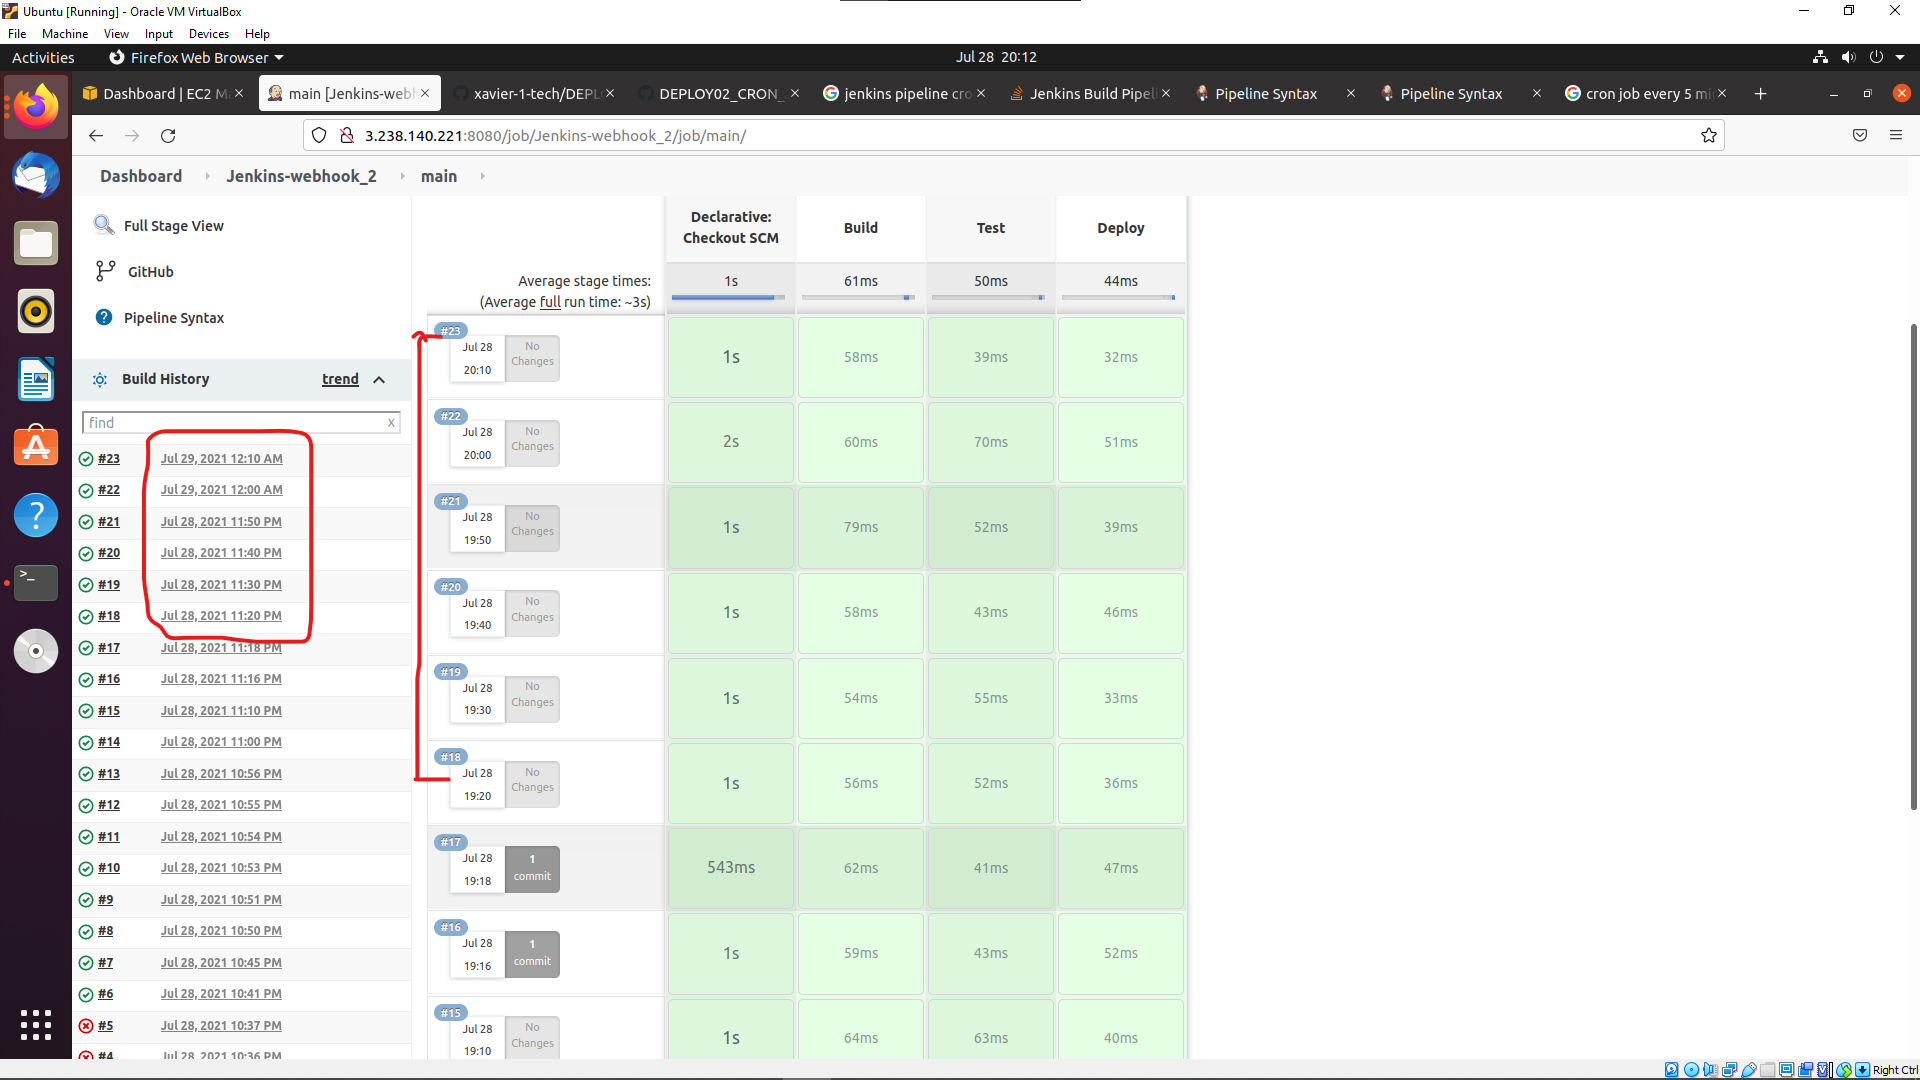 Ubuntu [Running] - Oracle VM VirtualBox
File Machine View Input Devices Help
Activities Firefox Web Browser Jul 28 20:12
Dashboard | EC2 M
main [Jenkins-webh
xavier-1-tech/DEPL
DEPLOY02_CRON_
jenkins pipeline cro
Jenkins Build Pipeli
Pipeline Syntax
Pipeline Syntax
cron job every 5 mi
3.238.140.221:8080/job/Jenkins-webhook_2/job/main/
Dashboard Jenkins-webhook_2 main
Full Stage View
GitHub
Pipeline Syntax
Build History trend
find x
#23 Jul 29, 2021 12:10 AM
#22 Jul 29, 2021 12:00 AM
#21 Jul 28, 2021 11:50 PM
#20 Jul 28, 2021 11:40 PM
#19 Jul 28, 2021 11:30 PM
#18 Jul 28, 2021 11:20 PM
#17 Jul 28, 2021 11:18 PM
#16 Jul 28, 2021 11:16 PM
#15 Jul 28, 2021 11:10 PM
#14 Jul 28, 2021 11:00 PM
#13 Jul 28, 2021 10:56 PM
#12 Jul 28, 2021 10:55 PM
#11 Jul 28, 2021 10:54 PM
#10 Jul 28, 2021 10:53 PM
#9 Jul 28, 2021 10:51 PM
#8 Jul 28, 2021 10:50 PM
#7 Jul 28, 2021 10:45 PM
#6 Jul 28, 2021 10:41 PM
#5 Jul 28, 2021 10:37 PM
#4 Jul 28, 2021 10:36 PM
Declarative:
Checkout SCM
Build
Test
Deploy
Average stage times:
(Average full run time: ~3s)
1s 61ms 50ms 44ms
#23
Jul 28
20:10
No
Changes
1s 58ms 39ms 32ms
#22
Jul 28
20:00
No
Changes
2s 60ms 70ms 51ms
#21
Jul 28
19:50
No
Changes
1s 79ms 52ms 39ms
#20
Jul 28
19:40
No
Changes
1s 58ms 43ms 46ms
#19
Jul 28
19:30
No
Changes
1s 54ms 55ms 33ms
#18
Jul 28
19:20
No
Changes
1s 56ms 52ms 36ms
#17
Jul 28
19:18
1
commit
543ms 62ms 41ms 47ms
#16
Jul 28
19:16
1
commit
1s 59ms 43ms 52ms
#15
Jul 28
19:10
No
Changes
1s 64ms 63ms 40ms
Right Ctrl